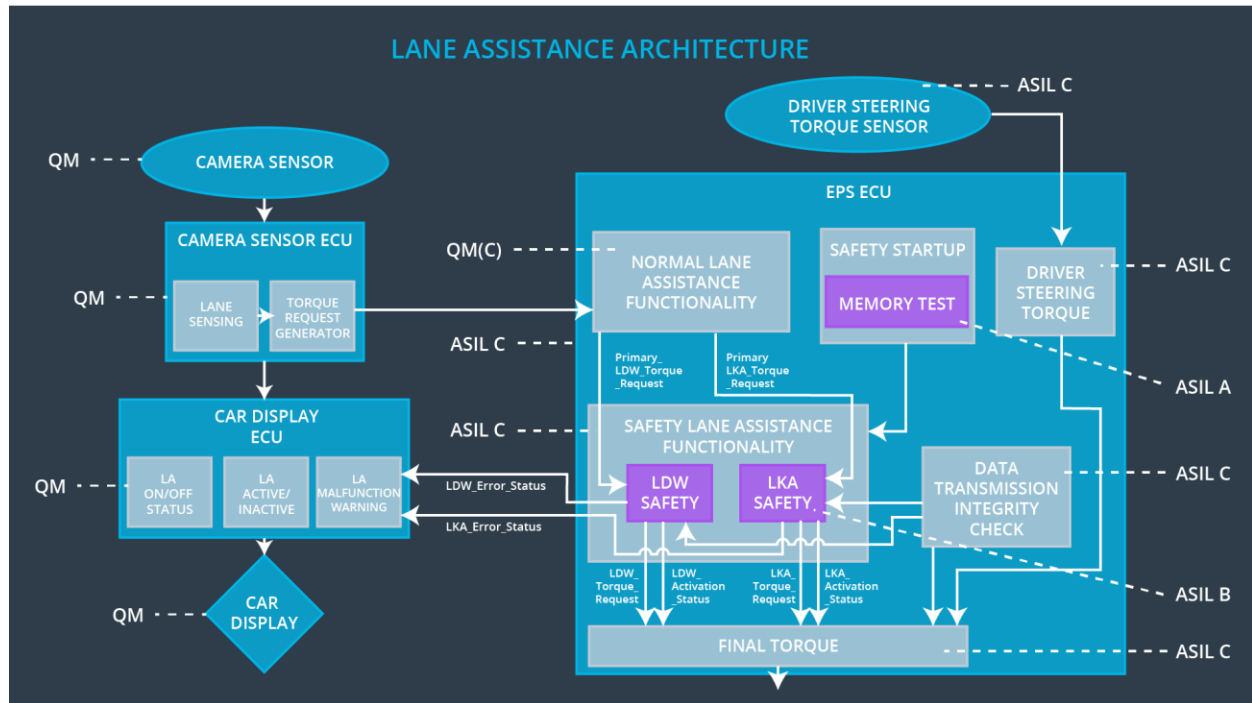 LANE ASSISTANCE ARCHITECTURE
ASIL C
DRIVER STEERING
TORQUE SENSOR
QM
CAMERA SENSOR
EPS ECU
CAMERA SENSOR ECU
QM
LANE
SENSING
TORQUE
REQUEST
GENERATOR
QM(C)
NORMAL LANE
ASSISTANCE
FUNCTIONALITY
SAFETY STARTUP
MEMORY TEST
DRIVER
STEERING
TORQUE
ASIL C
ASIL C
ASIL A
Primary_
LDW_Torque
_Request
Primary
LKA_Torque
_Request
CAR DISPLAY
ECU
QM
LA
ON/OFF
STATUS
LA
ACTIVE/
INACTIVE
LA
MALFUNCTION
WARNING
ASIL C
SAFETY LANE ASSISTANCE
FUNCTIONALITY
LDW
SAFETY
LKA
SAFETY
DATA
TRANSMISSION
INTEGRITY
CHECK
ASIL C
LDW_Error_Status
LKA_Error_Status
LDW_
Torque_
Request
LDW_
Activation
_Status
LKA_
Torque_
Request
LKA_
Activation
_Status
ASIL B
QM
CAR
DISPLAY
FINAL TORQUE
ASIL C